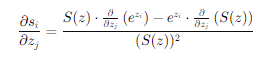 ∂s_i/∂z_j = (S(z) · ∂/∂z_j (e^{z_i}) − e^{z_i} · ∂/∂z_j (S(z))) / (S(z))²